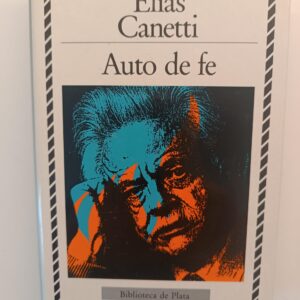 Elias
Canetti
Auto de fe
Biblioteca de Plata